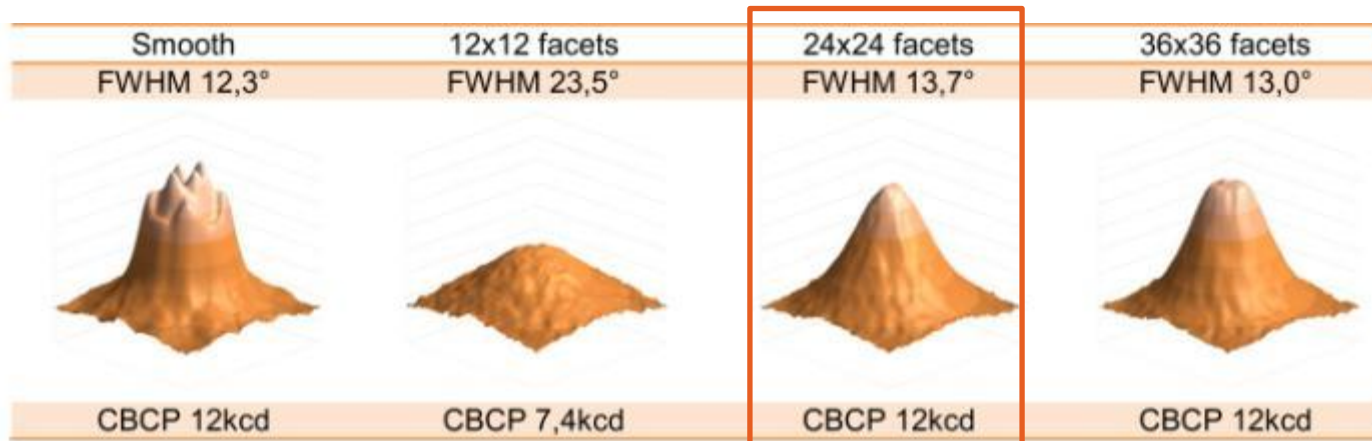 Smooth 12x12 facets 24x24 facets 36x36 facets
FWHM 12,3° FWHM 23,5° FWHM 13,7° FWHM 13,0°
CBCP 12kcd CBCP 7,4kcd CBCP 12kcd CBCP 12kcd